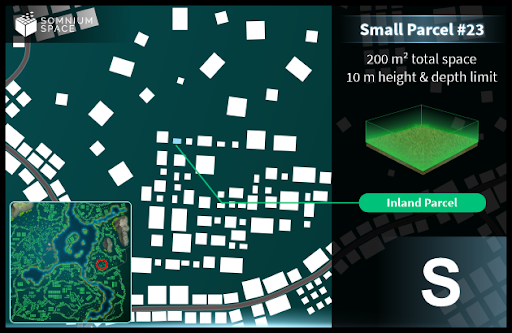 SOMNIUM
SPACE
Small Parcel #23
200 m² total space
10 m height & depth limit
Inland Parcel
S